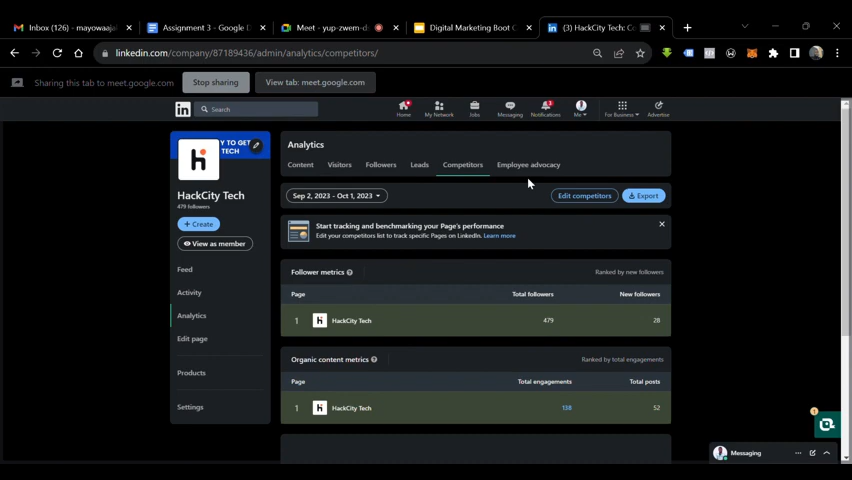 Inbox (126) - mayowaajal
Assignment 3 - Google D
Meet - yup-zwem-d
Digital Marketing Boot C
(3) HackCity Tech: C
linkedin.com/company/87189436/admin/analytics/competitors/
Sharing this tab to meet.google.com
Stop sharing
View tab: meet.google.com
in
Search
Home
My Network
Jobs
Messaging
Notifications
Me
For Business
Advertise
Y TO GET
TECH
HackCity Tech
479 followers
+ Create
View as member
Feed
Activity
Analytics
Edit page
Products
Settings
Analytics
Content Visitors Followers Leads Competitors Employee advocacy
Sep 2, 2023 - Oct 1, 2023
Edit competitors
Export
Start tracking and benchmarking your Page's performance
Edit your competitors list to track specific Pages on LinkedIn. Learn more
Follower metrics
Ranked by new followers
Page Total followers New followers
1 HackCity Tech 479 28
Organic content metrics
Ranked by total engagements
Page Total engagements Total posts
1 HackCity Tech 138 52
1
Messaging